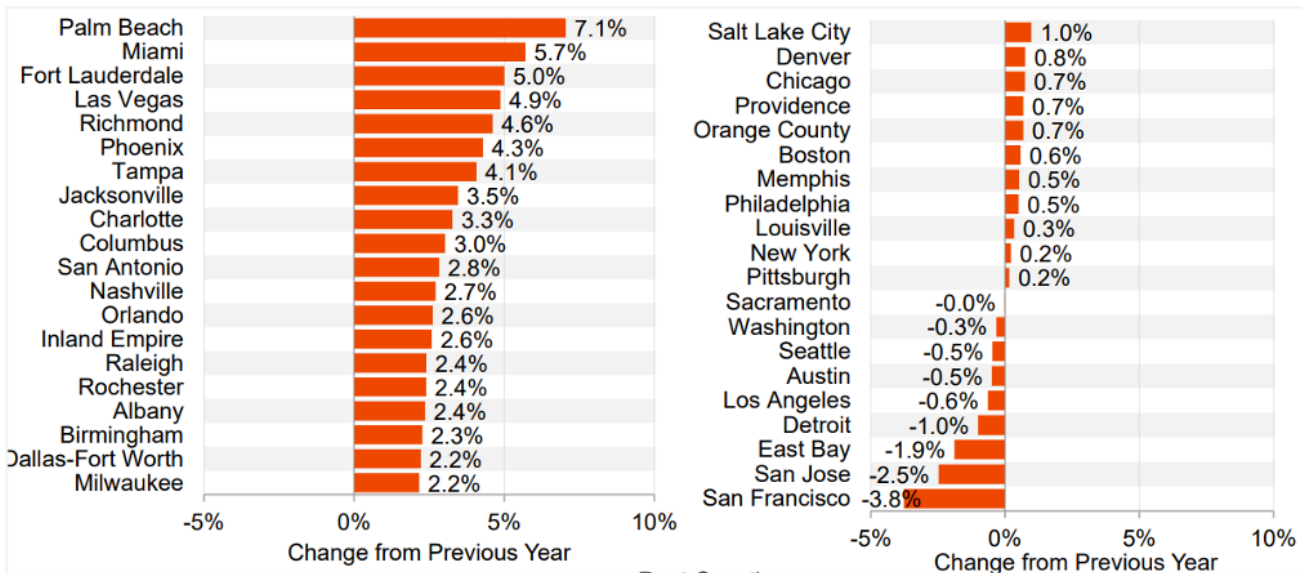 Palm Beach 7.1%
Miami 5.7%
Fort Lauderdale 5.0%
Las Vegas 4.9%
Richmond 4.6%
Phoenix 4.3%
Tampa 4.1%
Jacksonville 3.5%
Charlotte 3.3%
Columbus 3.0%
San Antonio 2.8%
Nashville 2.7%
Orlando 2.6%
Inland Empire 2.6%
Raleigh 2.4%
Rochester 2.4%
Albany 2.4%
Birmingham 2.3%
Dallas-Fort Worth 2.2%
Milwaukee 2.2%
-5% 0% 5% 10%
Change from Previous Year
Salt Lake City 1.0%
Denver 0.8%
Chicago 0.7%
Providence 0.7%
Orange County 0.7%
Boston 0.6%
Memphis 0.5%
Philadelphia 0.5%
Louisville 0.3%
New York 0.2%
Pittsburgh 0.2%
Sacramento -0.0%
Washington -0.3%
Seattle -0.5%
Austin -0.5%
Los Angeles -0.6%
Detroit -1.0%
East Bay -1.9%
San Jose -2.5%
San Francisco -3.8%
-5% 0% 5% 10%
Change from Previous Year